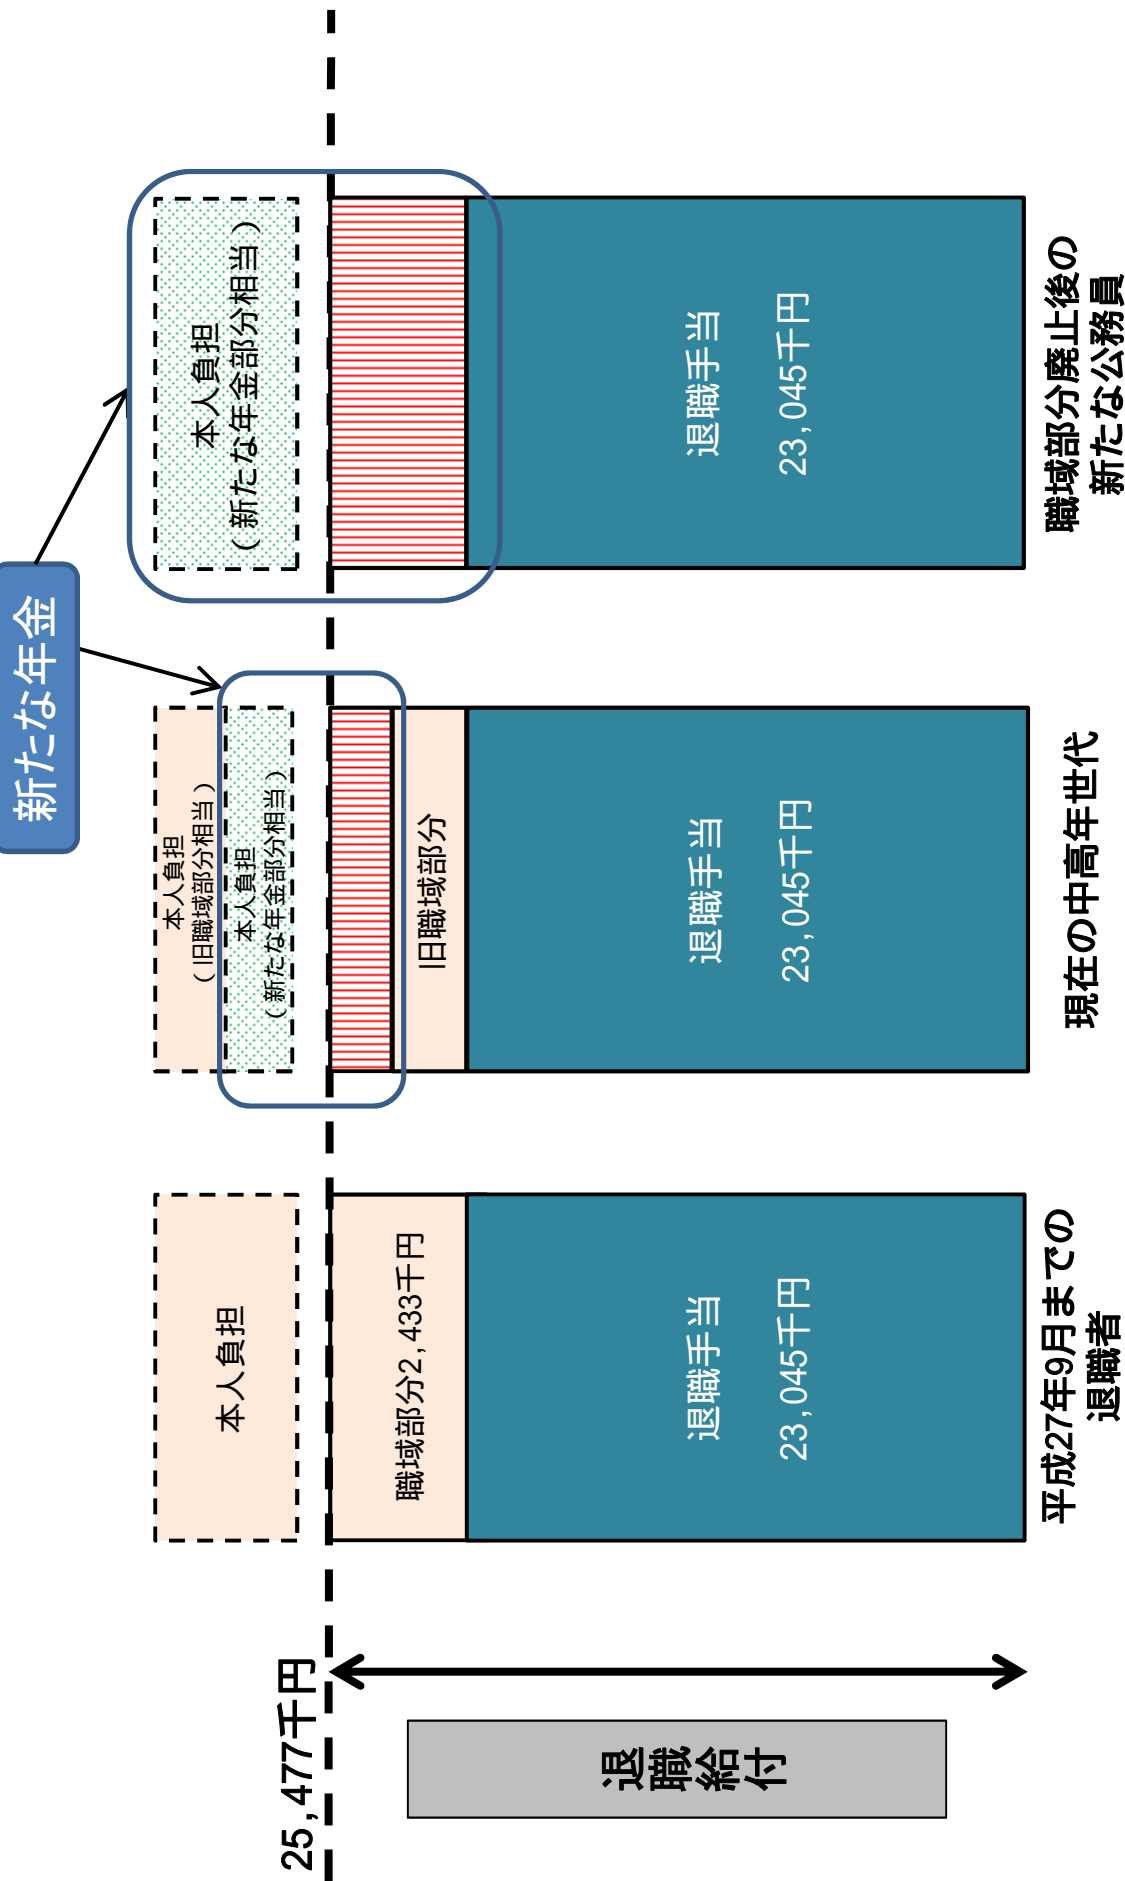 新たな年金
25,477千円
退職給付
本人負担
職域部分2,433千円
退職手当
23,045千円
平成27年9月までの
退職者
本人負担
(旧職域部分相当)
本人負担
(新たな年金部分相当)
旧職域部分
退職手当
23,045千円
現在の中高年世代
本人負担
(新たな年金部分相当)
退職手当
23,045千円
職域部分廃止後の
新たな公務員